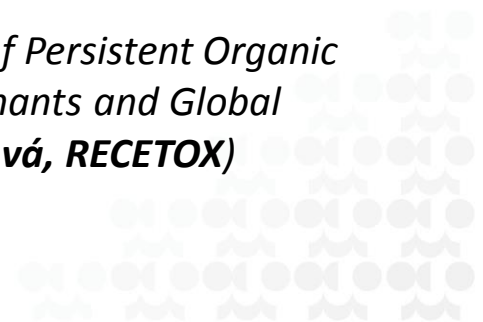 f Persistent Organic
nants and Global
vá, RECETOX)